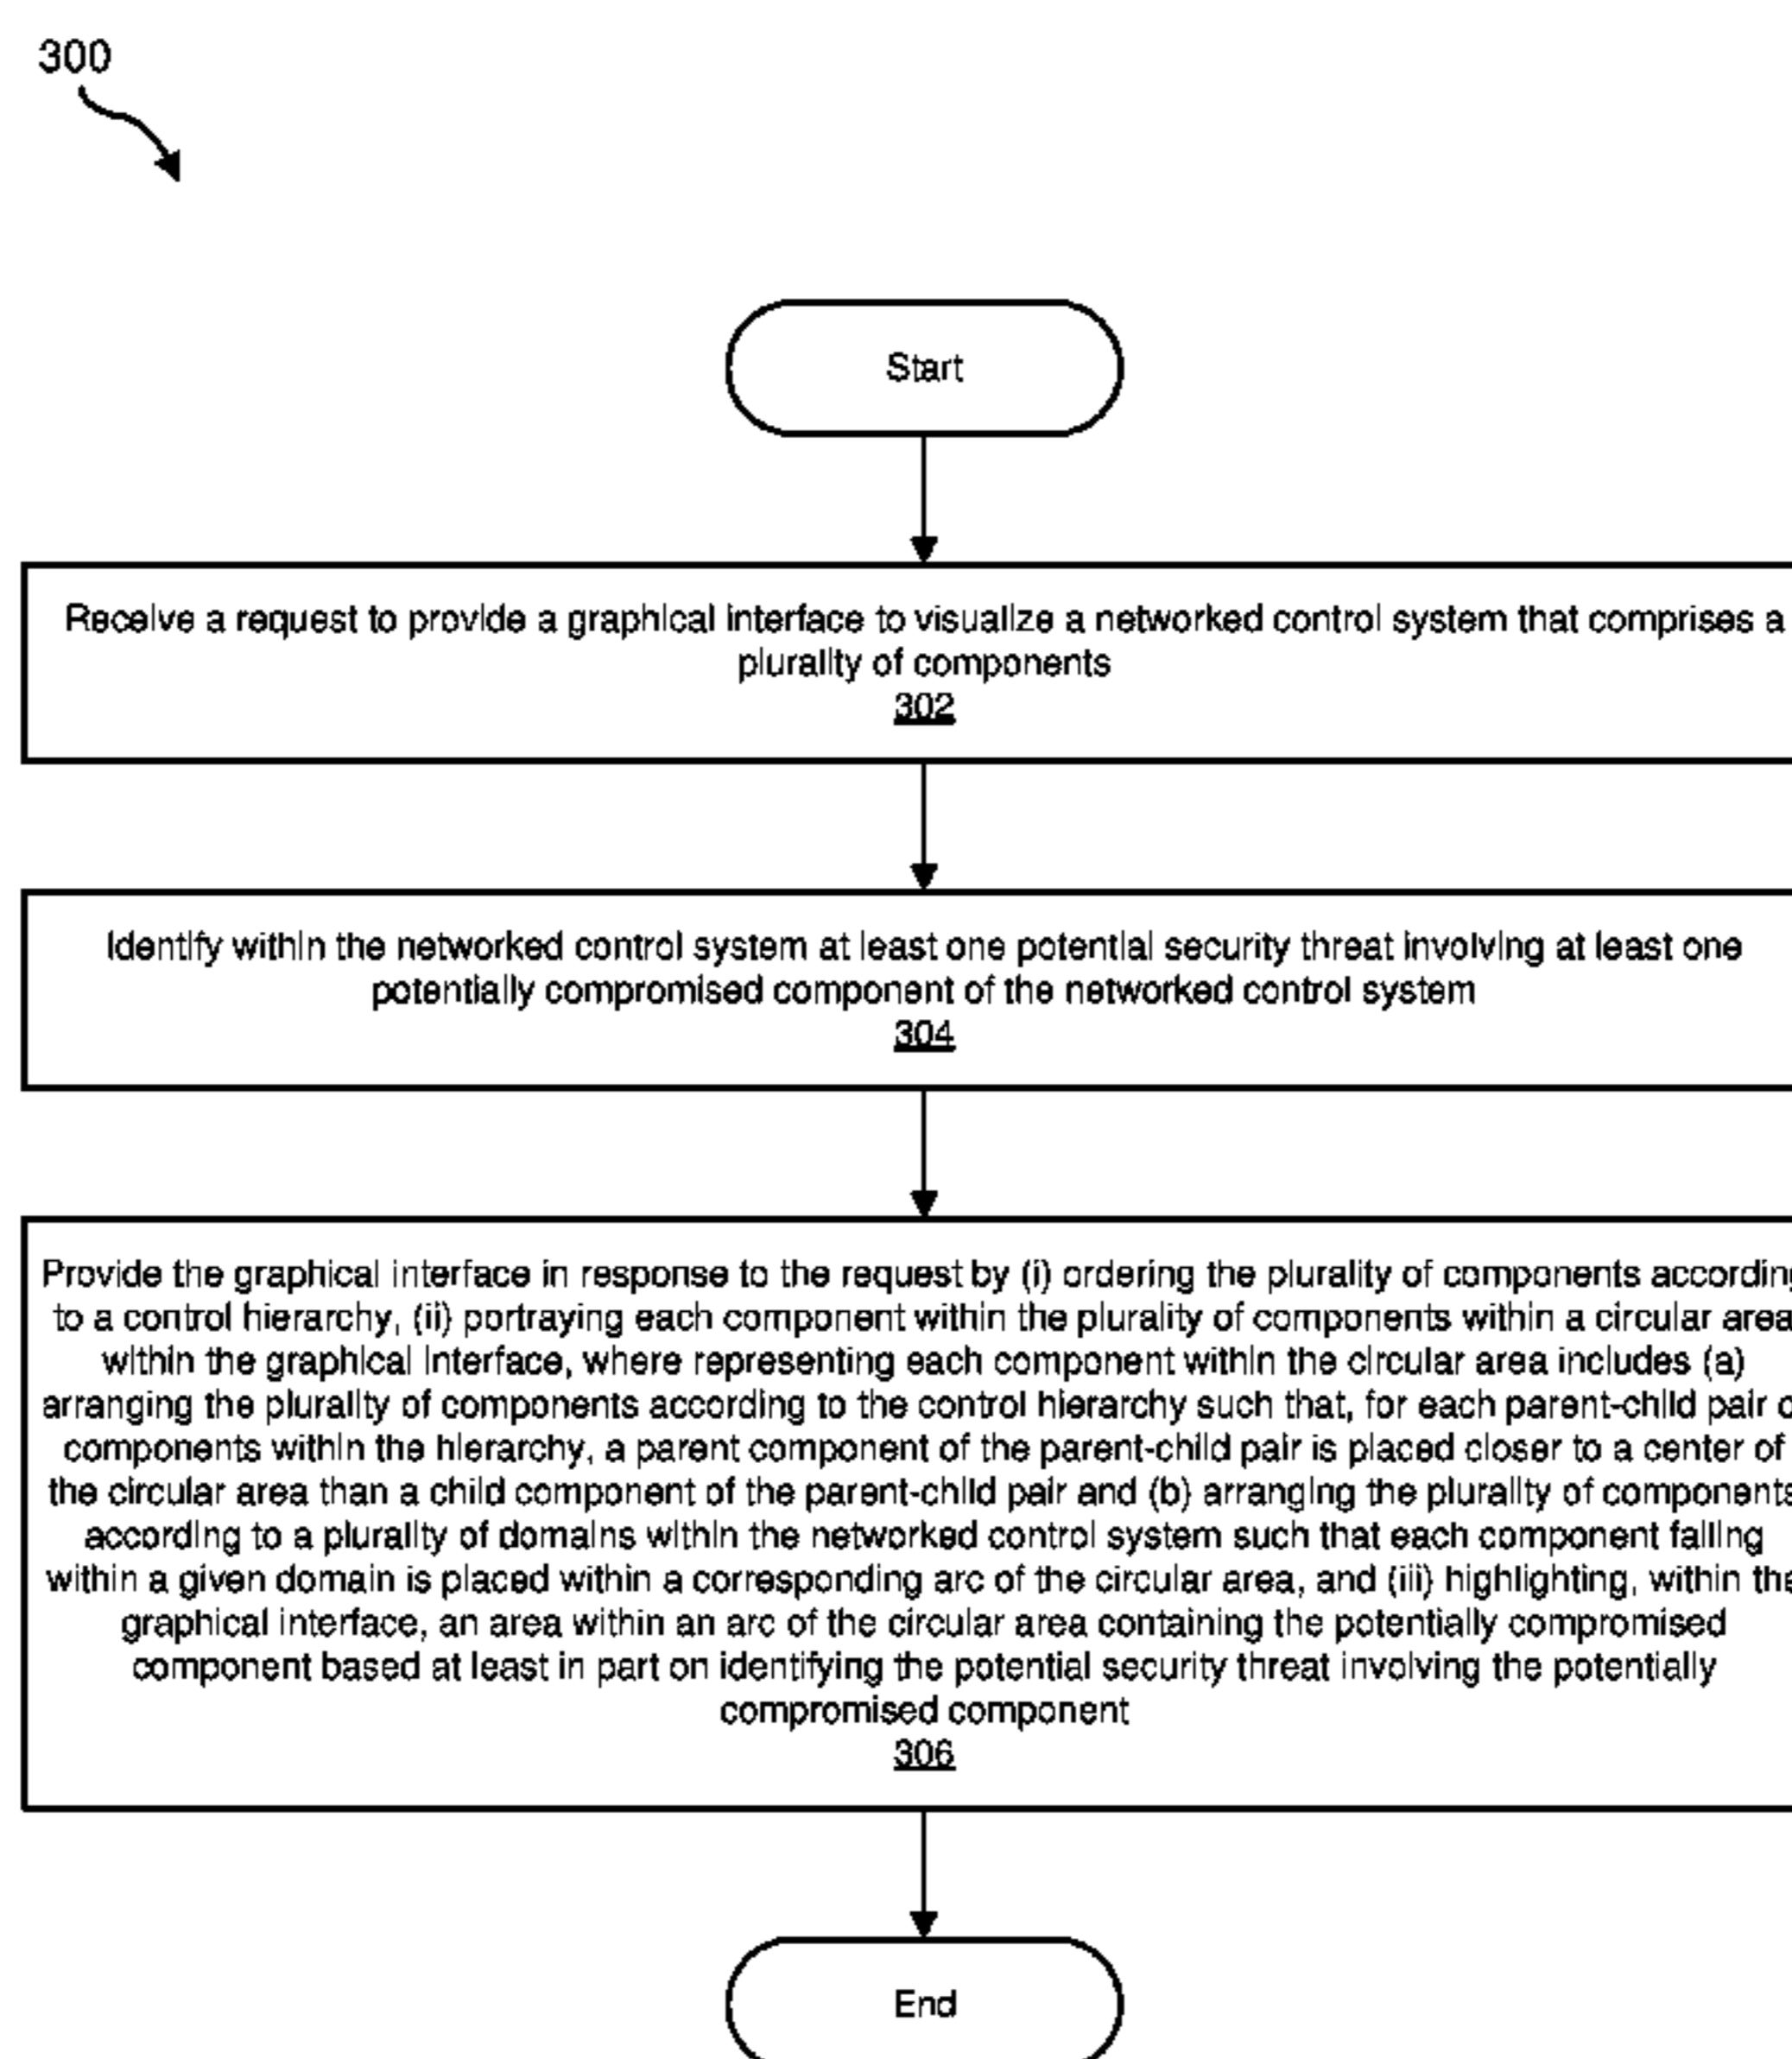 300
Start
Receive a request to provide a graphical interface to visualize a networked control system that comprises a
plurality of components
302
Identify within the networked control system at least one potential security threat involving at least one
potentially compromised component of the networked control system
304
Provide the graphical interface in response to the request by (i) ordering the plurality of components according
to a control hierarchy, (ii) portraying each component within the plurality of components within a circular area
within the graphical interface, where representing each component within the circular area includes (a)
arranging the plurality of components according to the control hierarchy such that, for each parent-child pair
components within the hierarchy, a parent component of the parent-child pair is placed closer to a center of
the circular area than a child component of the parent-child pair and (b) arranging the plurality of components
according to a plurality of domains within the networked control system such that each component falling
within a given domain is placed within a corresponding arc of the circular area, and (iii) highlighting, within the
graphical interface, an area within an arc of the circular area containing the potentially compromised
component based at least in part on identifying the potential security threat involving the potentially
compromised component
306
End